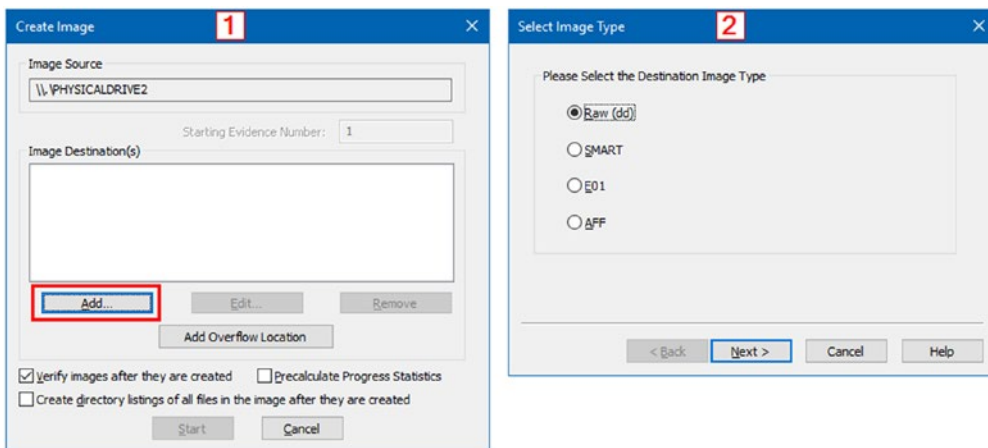 Create Image
1
Image Source
\\.\PHYSICALDRIVE2
Starting Evidence Number: 1
Image Destination(s)
Add...
Edit...
Remove
Add Overflow Location
Verify images after they are created
Precalculate Progress Statistics
Create directory listings of all files in the image after they are created
Start
Cancel
Select Image Type
2
Please Select the Destination Image Type
Raw (dd)
SMART
E01
AFF
< Back
Next >
Cancel
Help